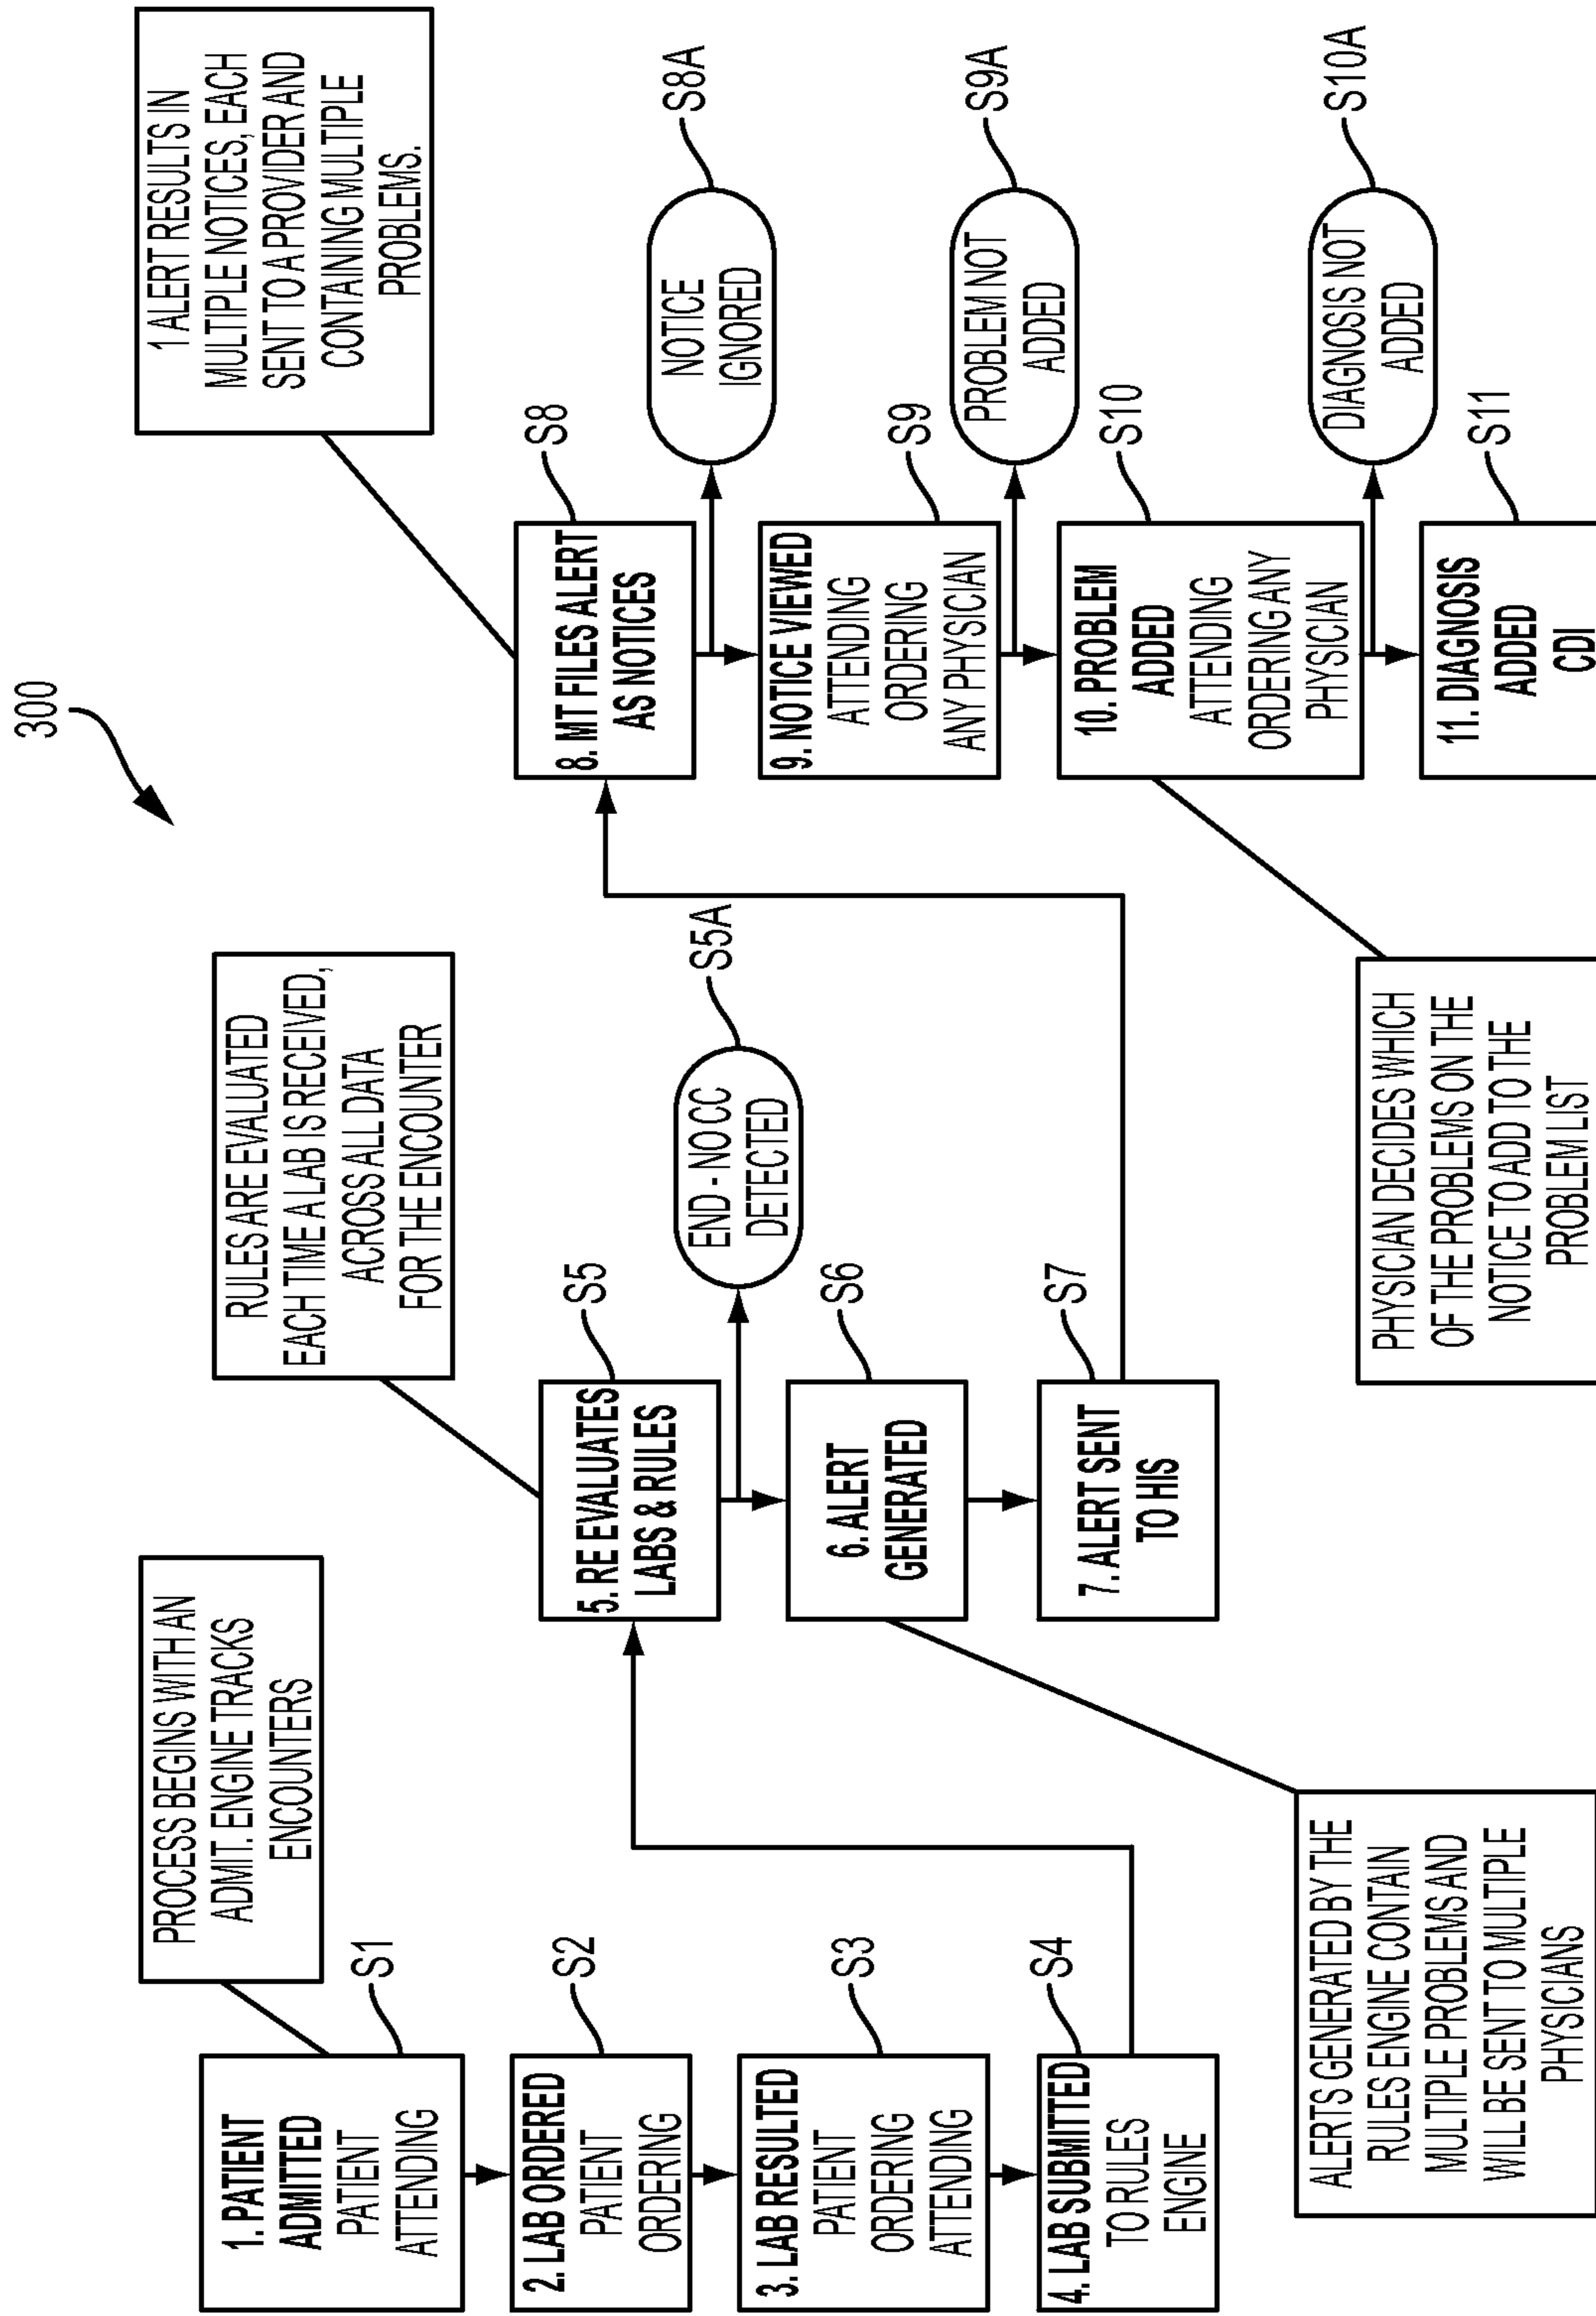 300
PROCESS BEGINS WITH AN
ADMIT. ENGINE TRACKS
ENCOUNTERS
1. PATIENT
ADMITTED
PATIENT
ATTENDING
S1
2. LAB ORDERED
PATIENT
ORDERING
S2
3. LAB RESULTED
PATIENT
ORDERING
ATTENDING
S3
4. LAB SUBMITTED
TO RULES
ENGINE
S4
RULES ARE EVALUATED
EACH TIME A LAB IS RECEIVED,
ACROSS ALL DATA
FOR THE ENCOUNTER
5. RE EVALUATES
LABS & RULES
S5
END - NO CC
DETECTED
S5A
6. ALERT
GENERATED
S6
7. ALERT SENT
TO HIS
S7
ALERTS GENERATED BY THE
RULES ENGINE CONTAIN
MULTIPLE PROBLEMS AND
WILL BE SENT TO MULTIPLE
PHYSICIANS
1 ALERT RESULTS IN
MULTIPLE NOTICES, EACH
SENT TO A PROVIDER AND
CONTAINING MULTIPLE
PROBLEMS.
8. MT FILES ALERT
AS NOTICES
S8
NOTICE
IGNORED
S8A
9. NOTICE VIEWED
ATTENDING
ORDERING
ANY PHYSICIAN
S9
PROBLEM NOT
ADDED
S9A
10. PROBLEM
ADDED
ATTENDING
ORDERING ANY
PHYSICIAN
S10
DIAGNOSIS NOT
ADDED
S10A
11. DIAGNOSIS
ADDED
CDI
S11
PHYSICIAN DECIDES WHICH
OF THE PROBLEMS ON THE
NOTICE TO ADD TO THE
PROBLEM LIST